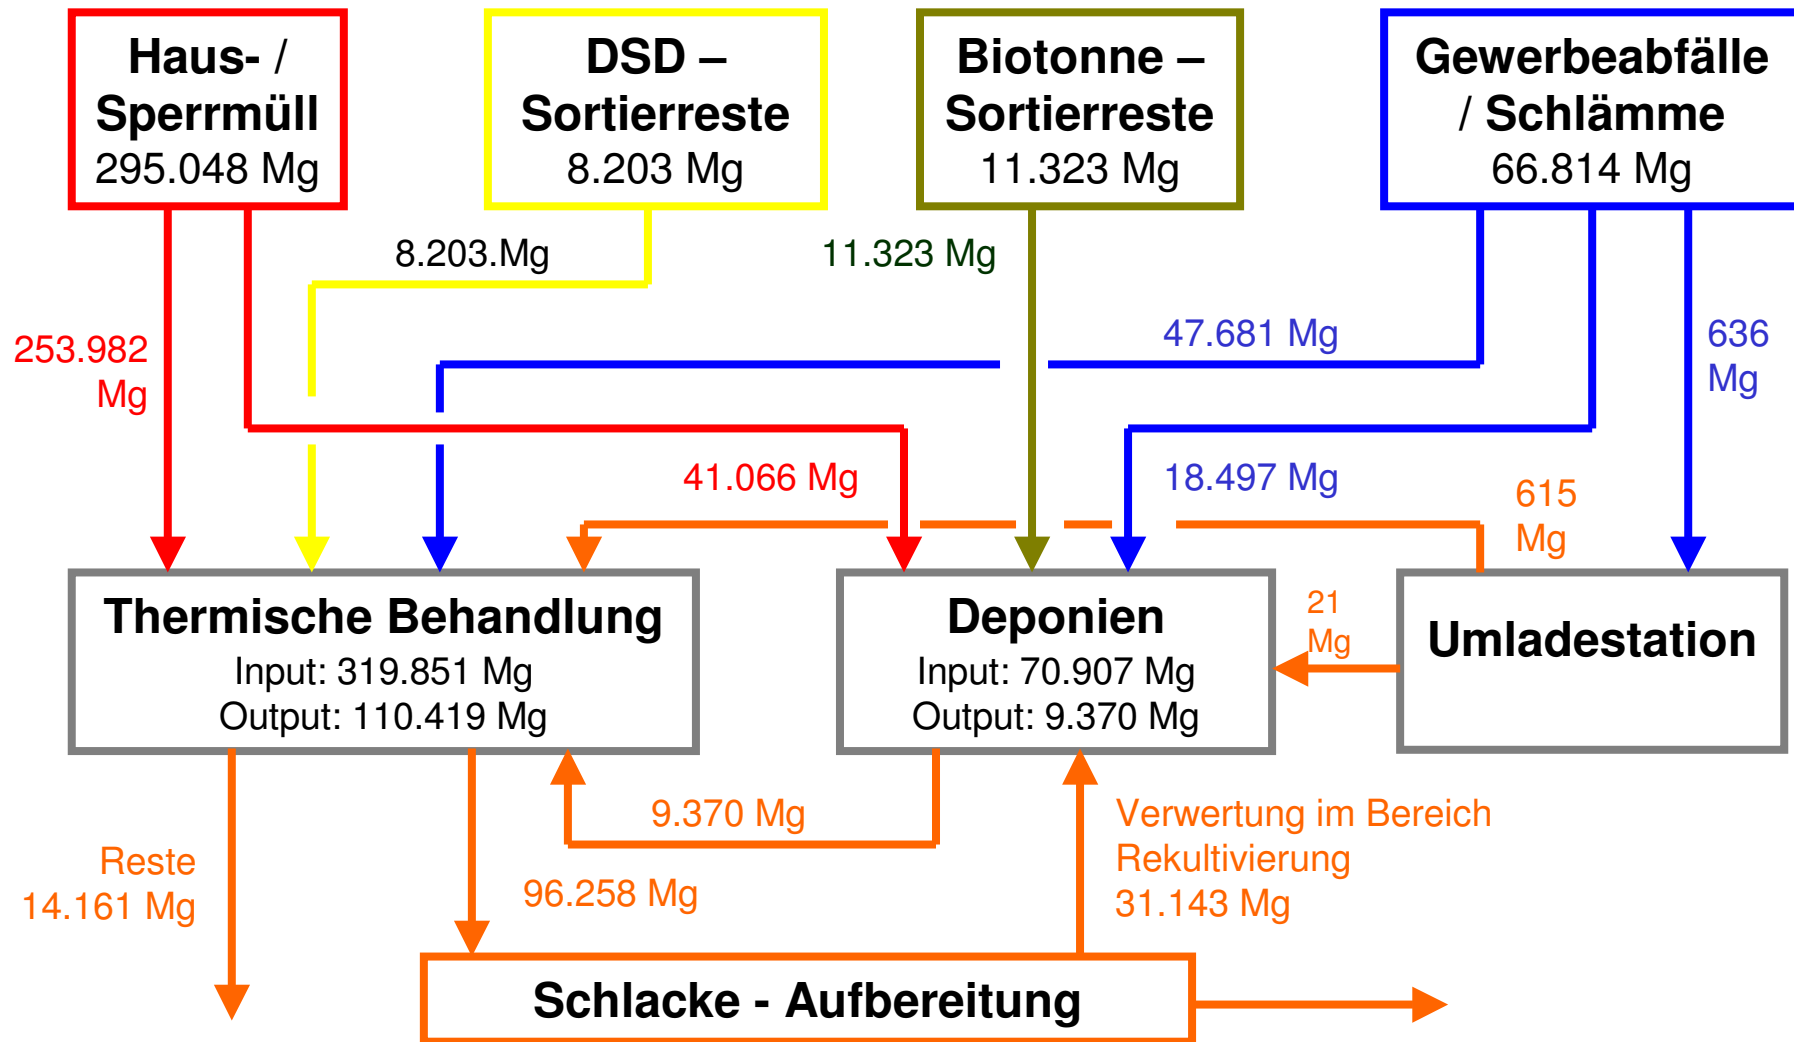 Haus- /
Sperrmüll
295.048 Mg
DSD –
Sortierreste
8.203 Mg
Biotonne –
Sortierreste
11.323 Mg
Gewerbeabfälle
/ Schlämme
66.814 Mg
8.203.Mg
11.323 Mg
253.982
Mg
47.681 Mg
636
Mg
41.066 Mg
18.497 Mg
615
Mg
Thermische Behandlung
Input: 319.851 Mg
Output: 110.419 Mg
Deponien
Input: 70.907 Mg
Output: 9.370 Mg
21
Mg
Umladestation
Reste
14.161 Mg
96.258 Mg
9.370 Mg
Verwertung im Bereich
Rekultivierung
31.143 Mg
Schlacke - Aufbereitung